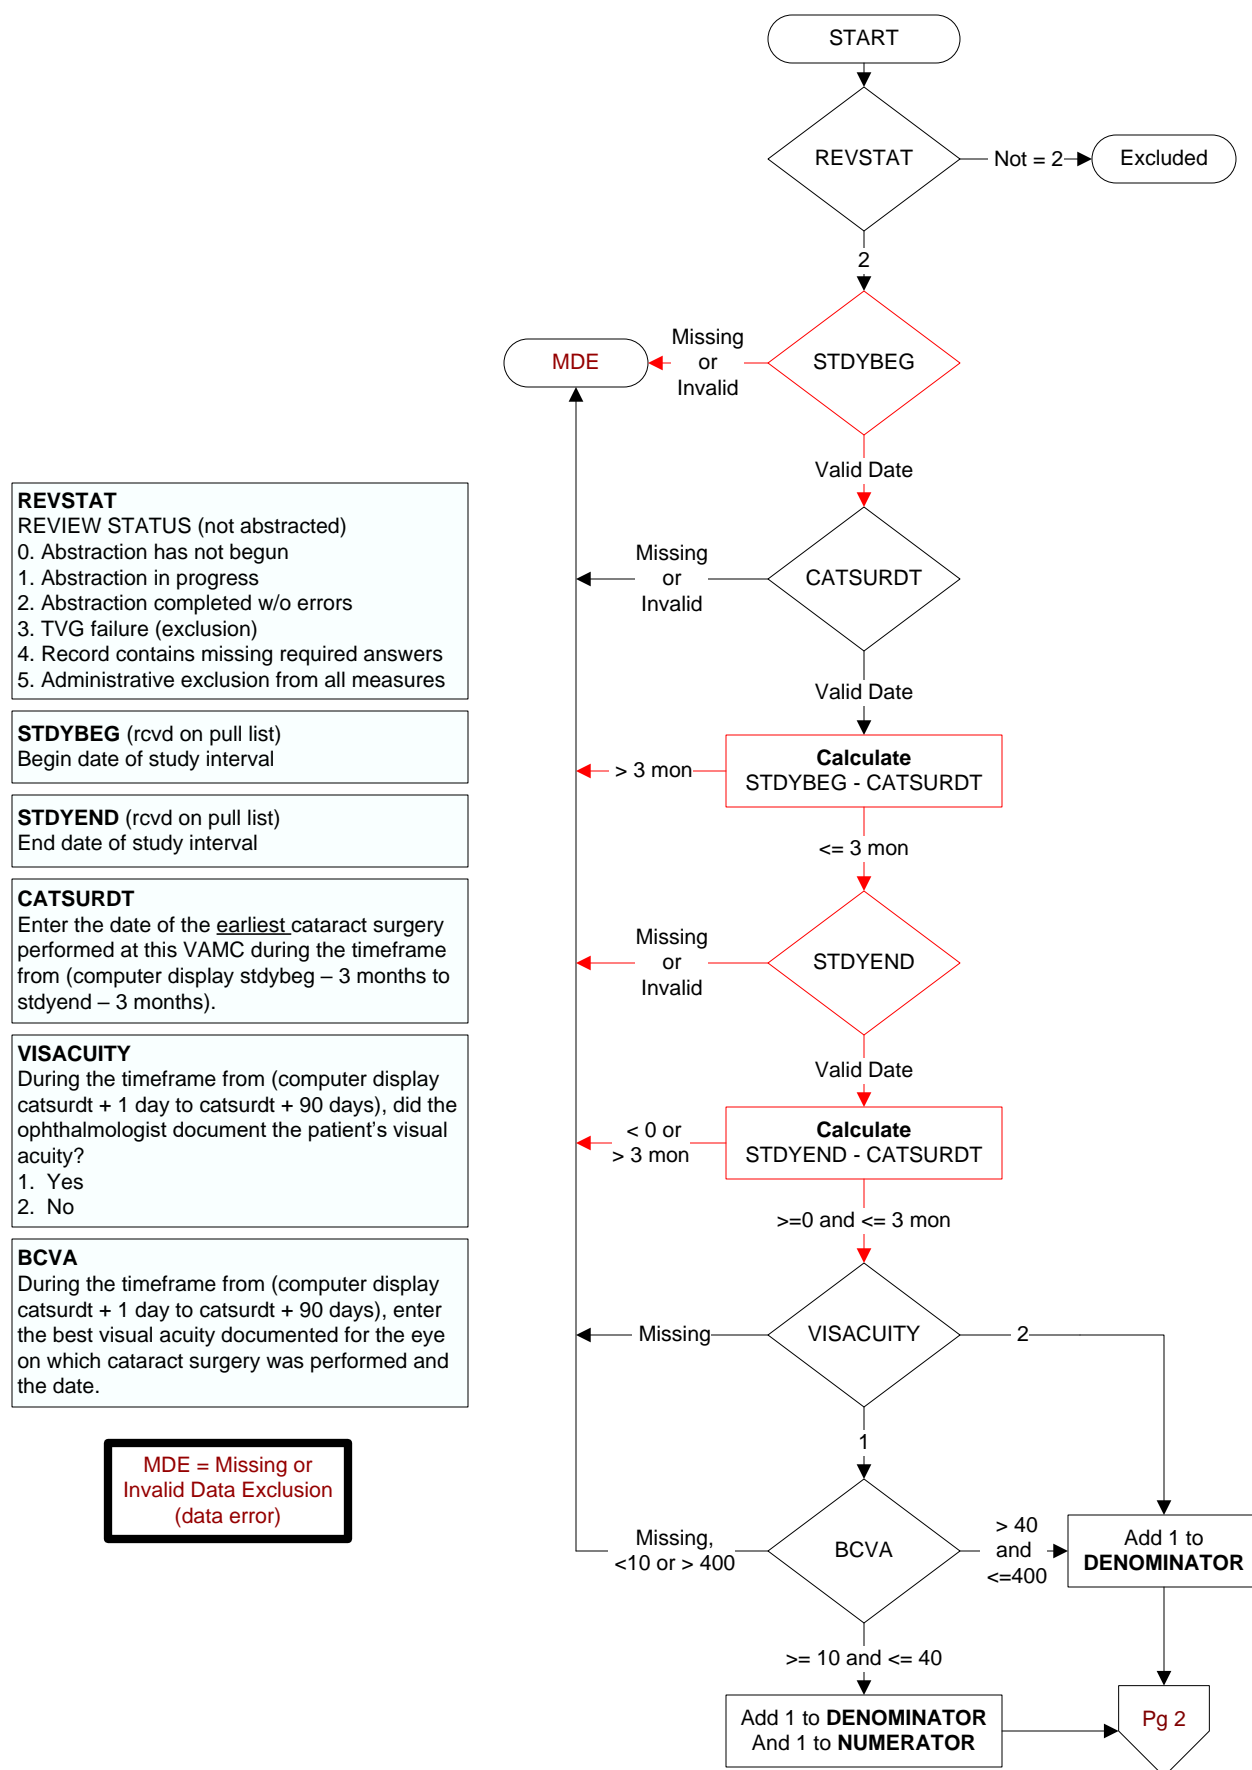 START
REVSTAT
Not = 2
Excluded
2
STDYBEG
Missing
or
Invalid
MDE
Valid Date
CATSURDT
Missing
or
Invalid
Valid Date
Calculate
STDYBEG - CATSURDT
> 3 mon
<= 3 mon
STDYEND
Missing
or
Invalid
Valid Date
Calculate
STDYEND - CATSURDT
< 0 or
> 3 mon
>=0 and <= 3 mon
VISACUITY
Missing
2
1
BCVA
Missing,
<10 or > 400
> 40
and
<=400
Add 1 to
DENOMINATOR
>= 10 and <= 40
Add 1 to DENOMINATOR
And 1 to NUMERATOR
Pg 2
REVSTAT
REVIEW STATUS (not abstracted)
0. Abstraction has not begun
1. Abstraction in progress
2. Abstraction completed w/o errors
3. TVG failure (exclusion)
4. Record contains missing required answers
5. Administrative exclusion from all measures
STDYBEG (rcvd on pull list)
Begin date of study interval
STDYEND (rcvd on pull list)
End date of study interval
CATSURDT
Enter the date of the earliest cataract surgery
performed at this VAMC during the timeframe
from (computer display stdybeg – 3 months to
stdyend – 3 months).
VISACUITY
During the timeframe from (computer display
catsurdt + 1 day to catsurdt + 90 days), did the
ophthalmologist document the patient’s visual
acuity?
1. Yes
2. No
BCVA
During the timeframe from (computer display
catsurdt + 1 day to catsurdt + 90 days), enter
the best visual acuity documented for the eye
on which cataract surgery was performed and
the date.
MDE = Missing or
Invalid Data Exclusion
(data error)